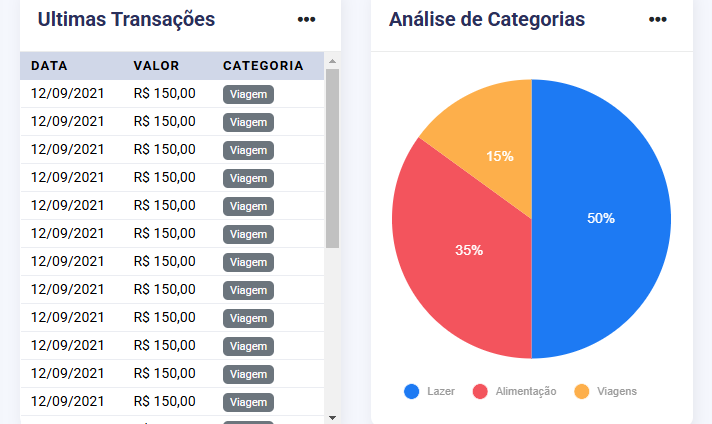 Ultimas Transações
DATA VALOR CATEGORIA
12/09/2021 R$ 150,00 Viagem
12/09/2021 R$ 150,00 Viagem
12/09/2021 R$ 150,00 Viagem
12/09/2021 R$ 150,00 Viagem
12/09/2021 R$ 150,00 Viagem
12/09/2021 R$ 150,00 Viagem
12/09/2021 R$ 150,00 Viagem
12/09/2021 R$ 150,00 Viagem
12/09/2021 R$ 150,00 Viagem
12/09/2021 R$ 150,00 Viagem
12/09/2021 R$ 150,00 Viagem
12/09/2021 R$ 150,00 Viagem
Análise de Categorias
15%
50%
35%
Lazer Alimentação Viagens